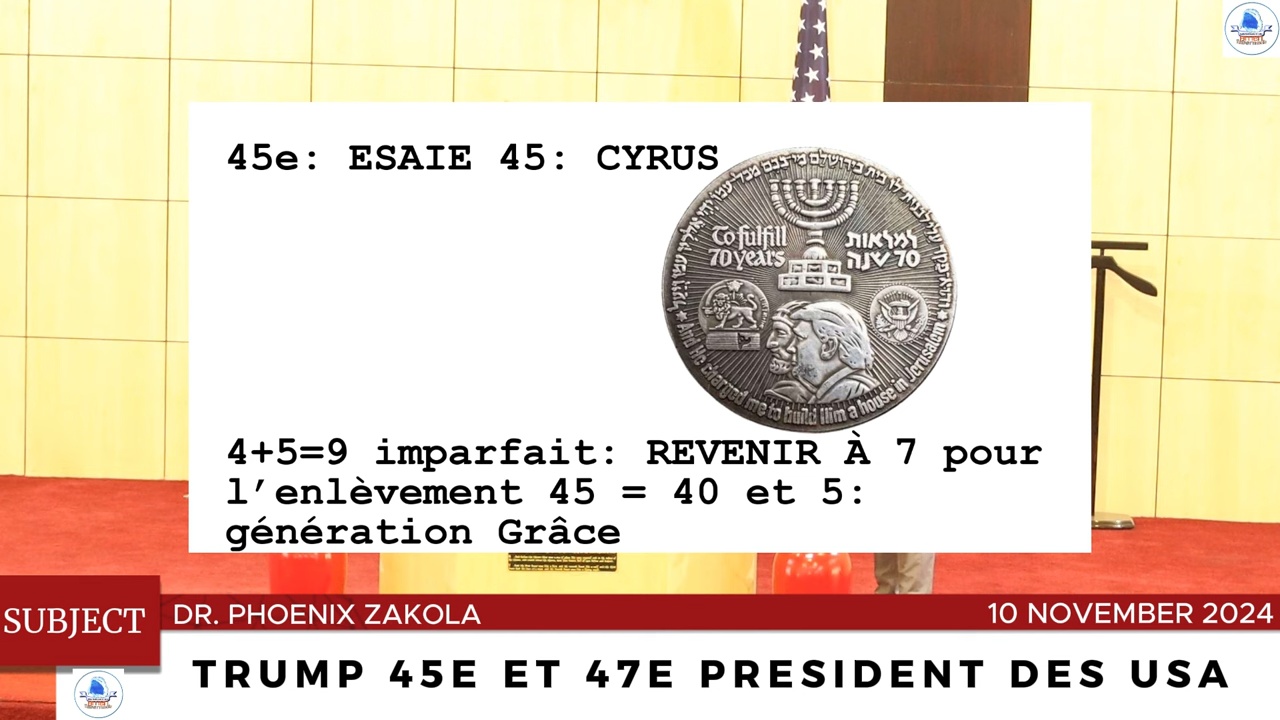 45e: ESAIE 45: CYRUS
To fulfill
70 years
למלאות
70 שנה
And He charged me to build Him a house in Jerusalem
4+5=9 imparfait: REVENIR À 7 pour
l’enlèvement 45 = 40 et 5:
génération Grâce
SUBJECT
DR. PHOENIX ZAKOLA
10 NOVEMBER 2024
TRUMP 45E ET 47E PRESIDENT DES USA